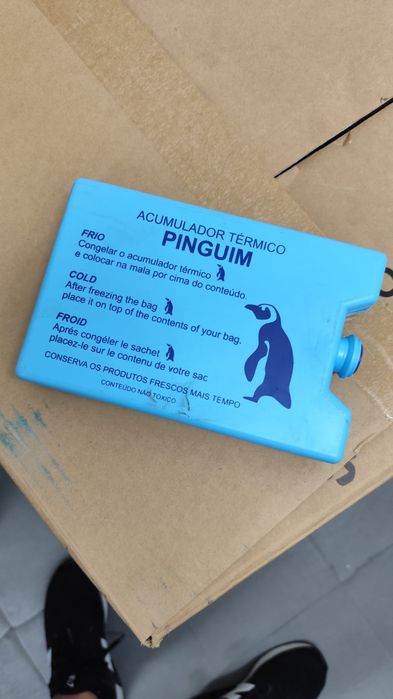 ACUMULADOR TÉRMICO
PINGUIM
FRIO
Congelar o acumulador térmico
e colocar na mala por cima do conteúdo.
COLD
After freezing the bag
place it on top of the contents of your bag.
FROID
Aprés congéler le sachet
placez-le sur le contenu de votre sac
CONSERVA OS PRODUTOS FRESCOS MAIS TEMPO
CONTEÚDO NÃO TOXICO